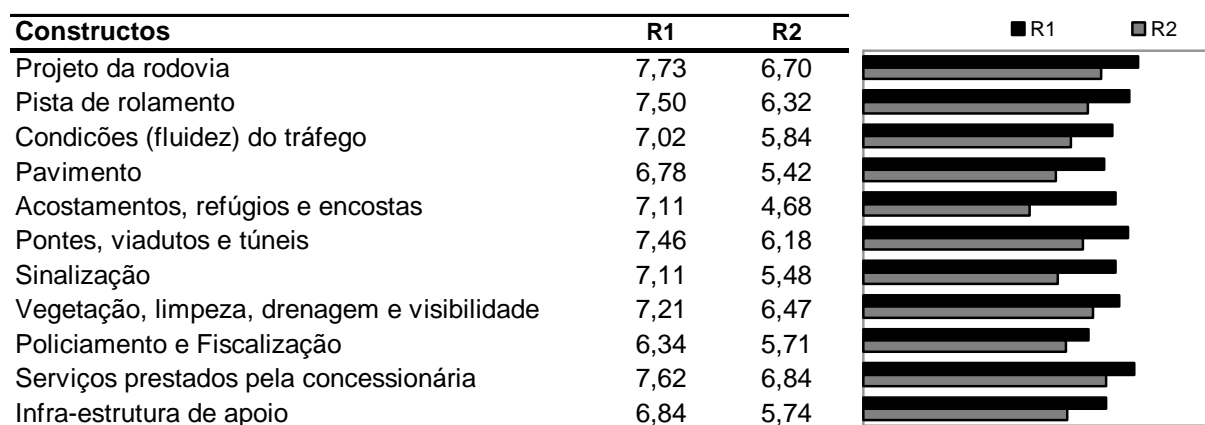 Constructos R1 R2 R1 R2
Projeto da rodovia 7,73 6,70
Pista de rolamento 7,50 6,32
Condicões (fluidez) do tráfego 7,02 5,84
Pavimento 6,78 5,42
Acostamentos, refúgios e encostas 7,11 4,68
Pontes, viadutos e túneis 7,46 6,18
Sinalização 7,11 5,48
Vegetação, limpeza, drenagem e visibilidade 7,21 6,47
Policiamento e Fiscalização 6,34 5,71
Serviços prestados pela concessionária 7,62 6,84
Infra-estrutura de apoio 6,84 5,74